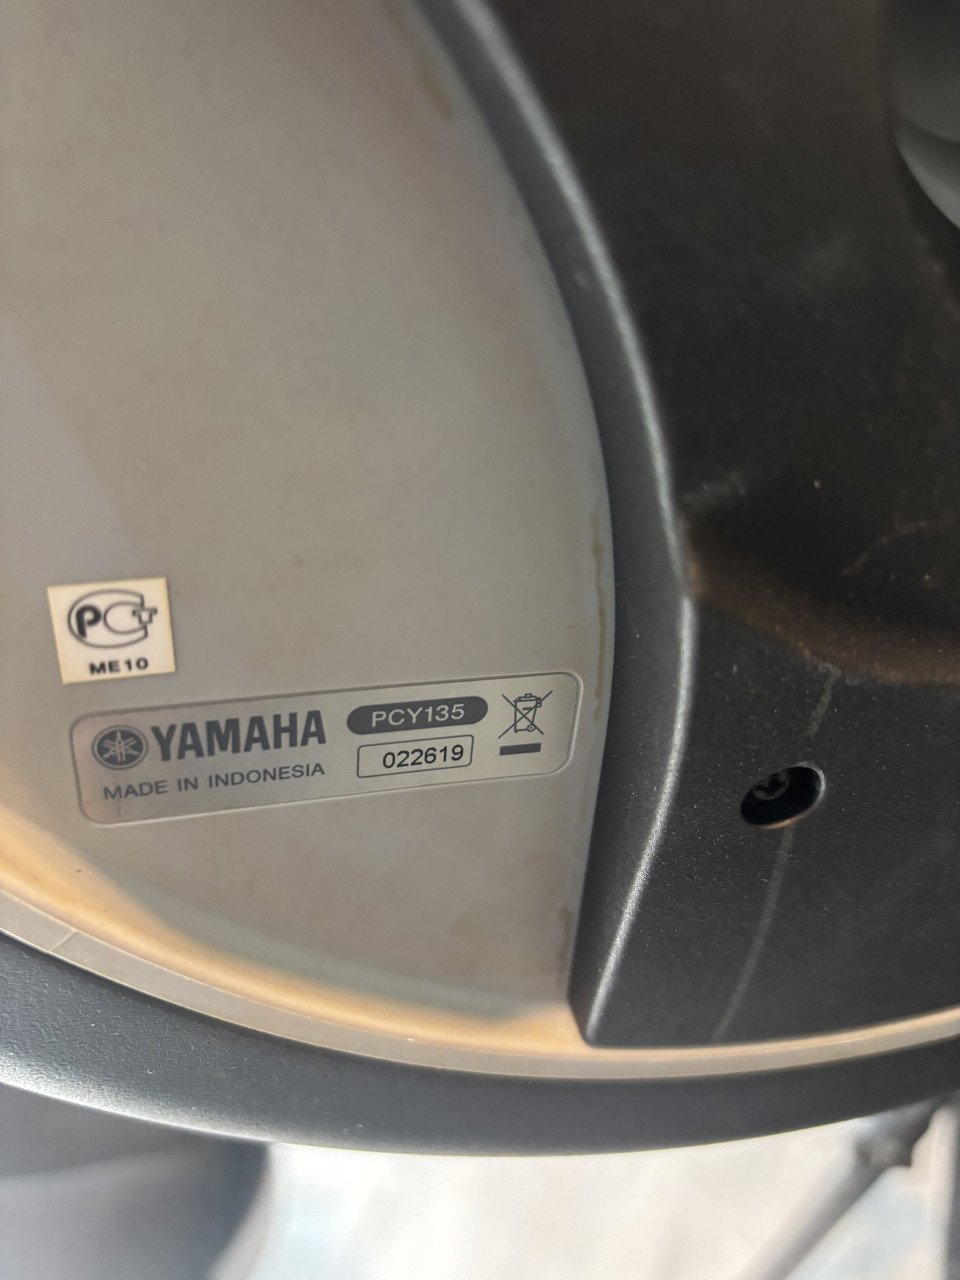 PCT
ME10
YAMAHA PCY135
MADE IN INDONESIA 022619